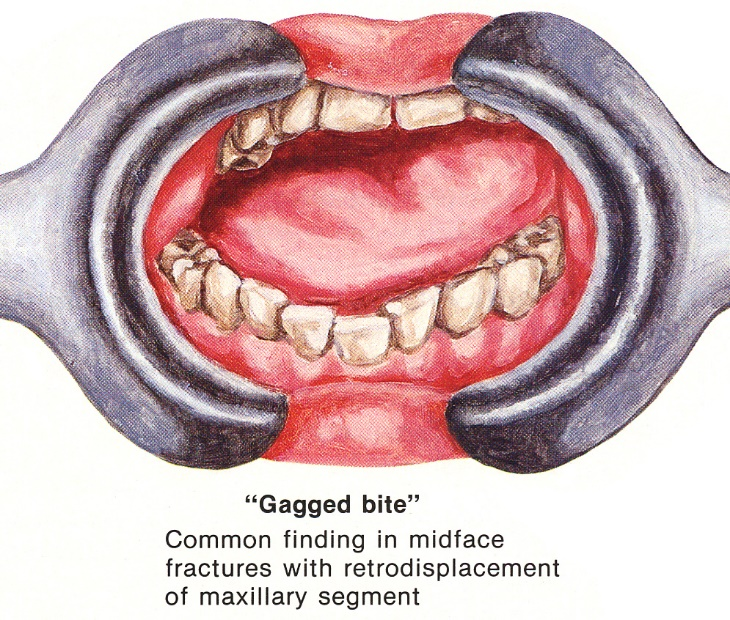 “Gagged bite”
Common finding in midface
fractures with retrodisplacement
of maxillary segment